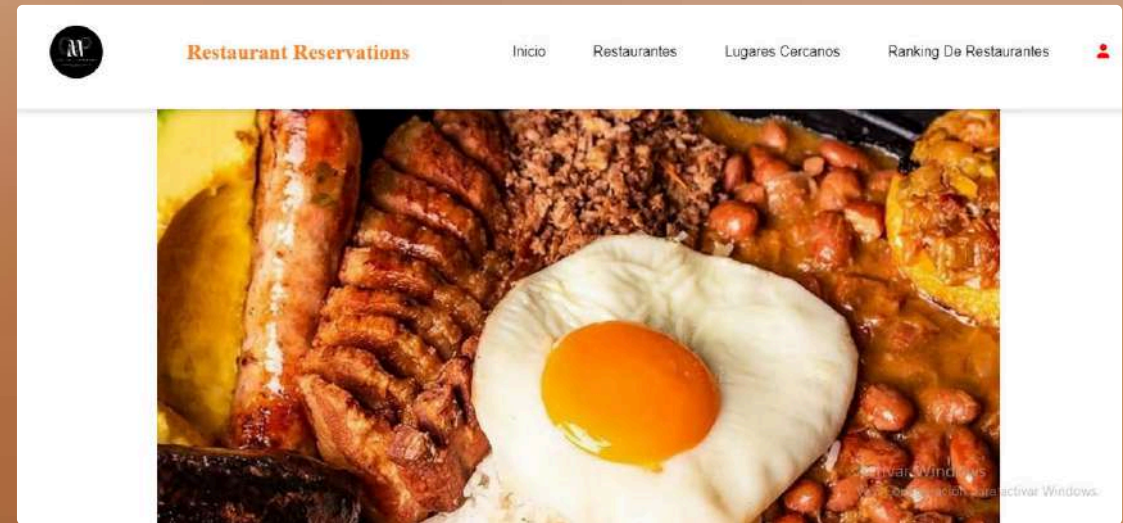 Restaurant Reservations
Inicio
Restaurantes
Lugares Cercanos
Ranking De Restaurantes
activar Windows.